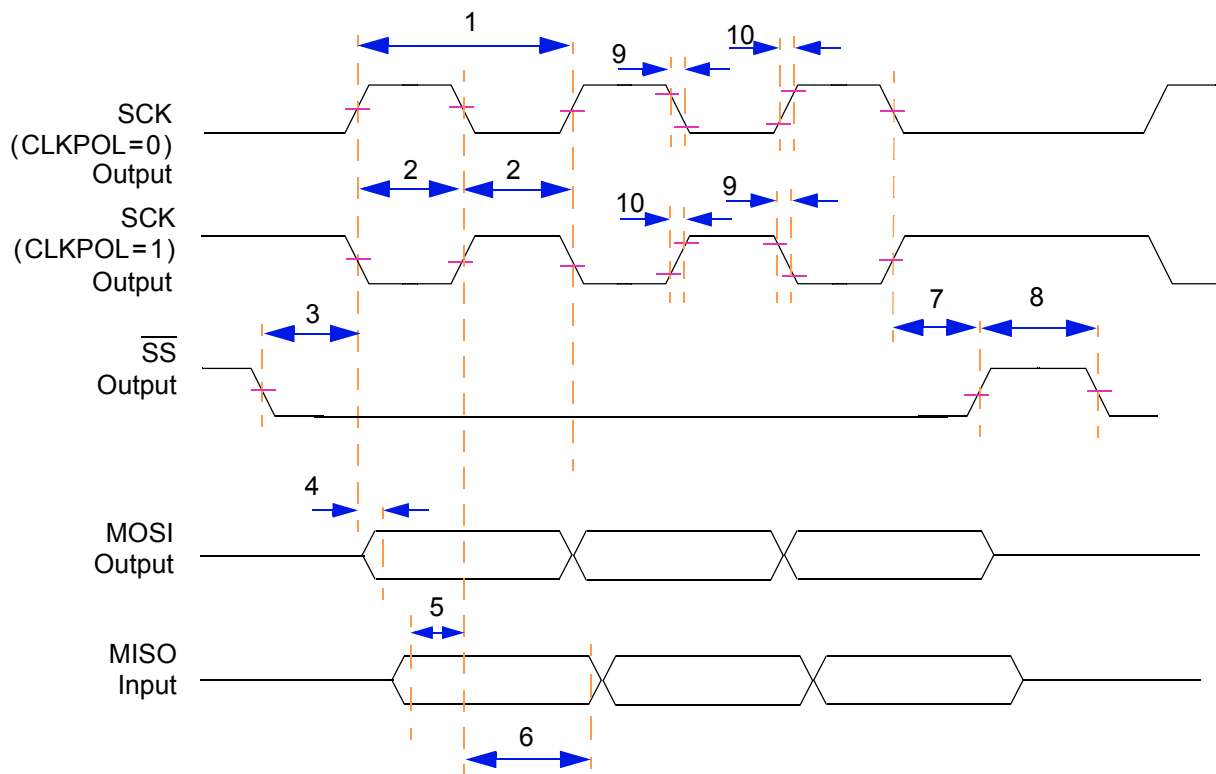 1
9
10
SCK
(CLKPOL=0)
Output
2
2
SCK
(CLKPOL=1)
Output
10
9
3
7
8
SS
Output
4
MOSI
Output
5
MISO
Input
6